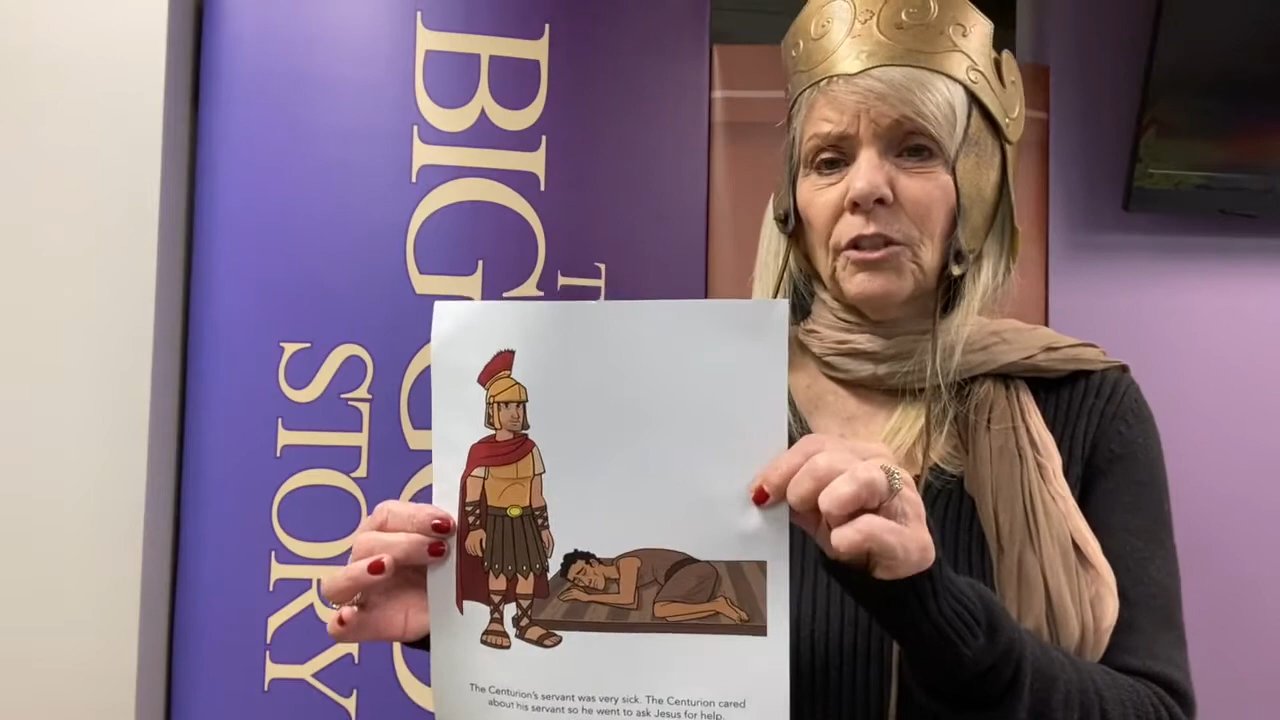 BIG
STORY
The Centurion's servant was very sick. The Centurion cared
about his servant so he went to ask Jesus for help.